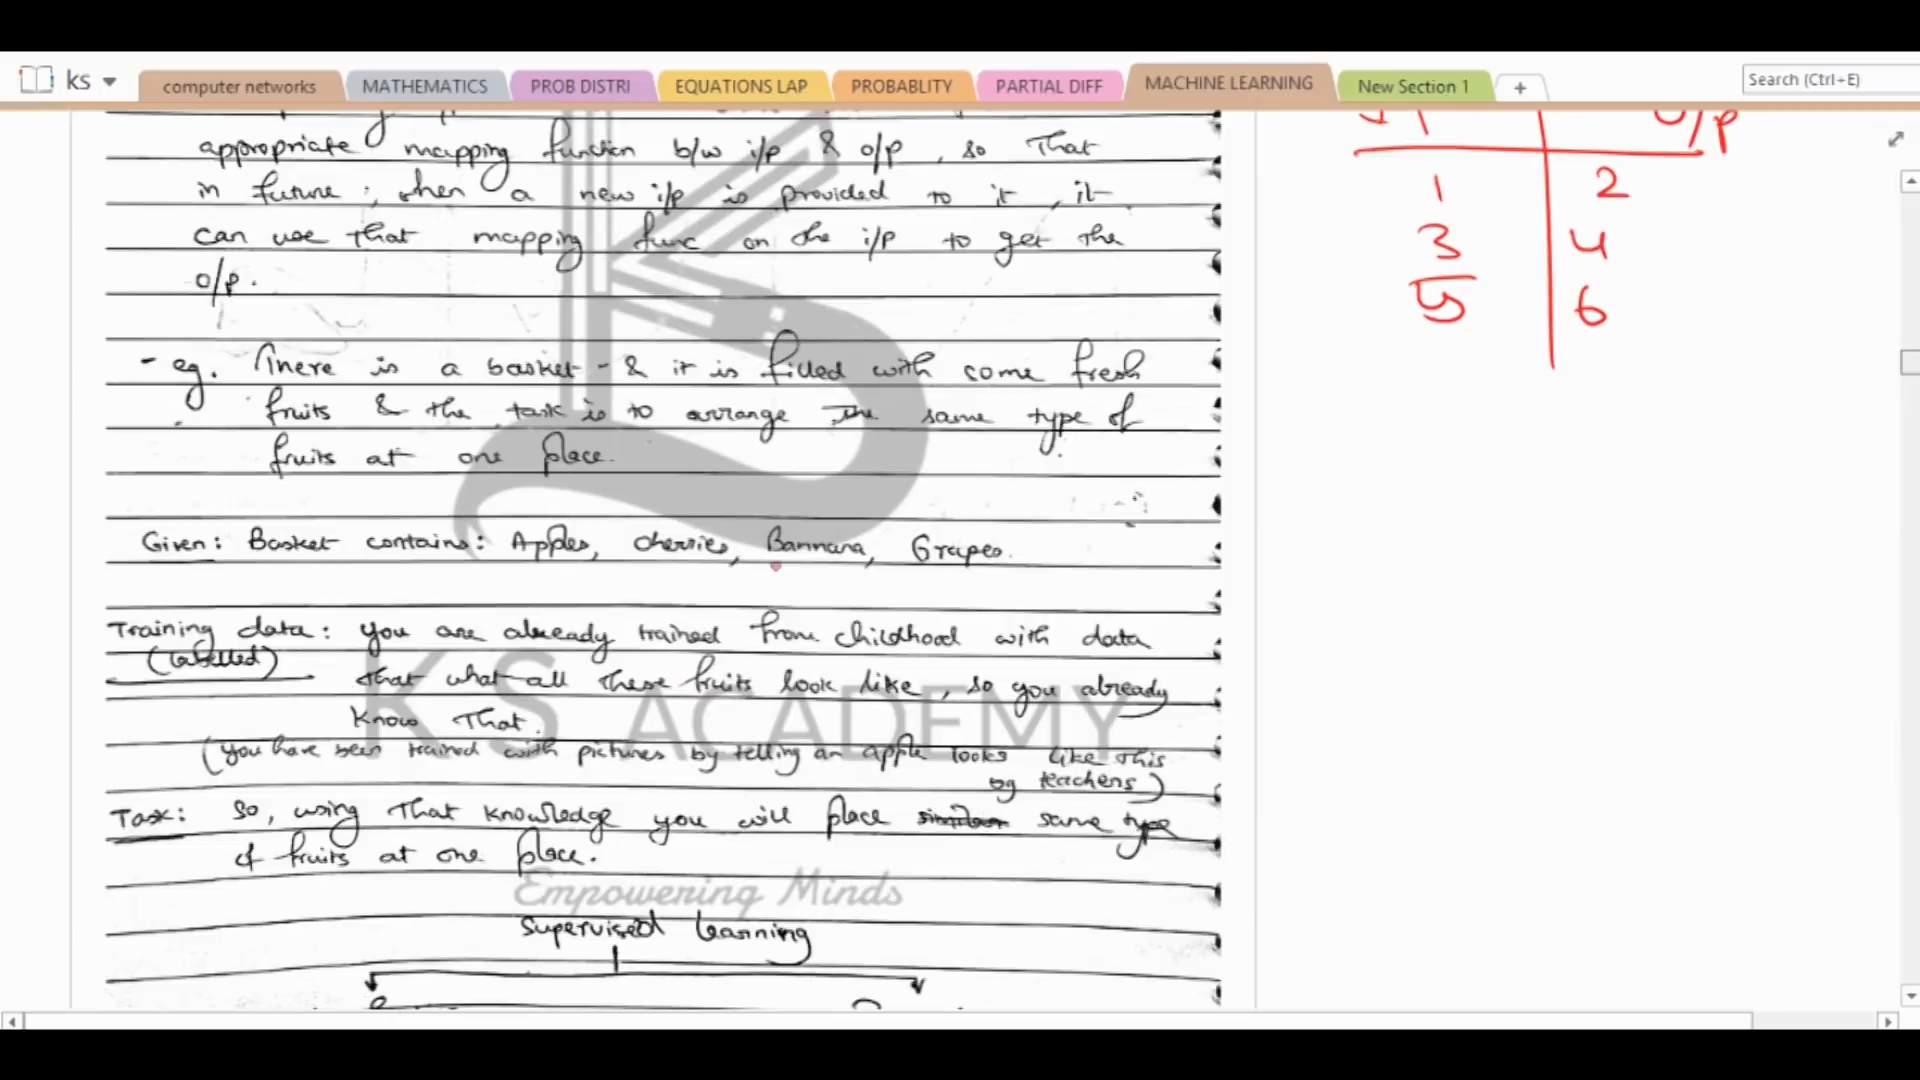 ks
computer networks
MATHEMATICS
PROB DISTRI
EQUATIONS LAP
PROBABLITY
PARTIAL DIFF
MACHINE LEARNING
New Section 1
+
Search (Ctrl+E)
appropriate mapping function b/w i/p & o/p, so that
in future, when a new i/p is provided to it, it
can use that mapping func on the i/p to get the
o/p.
- eg. There is a basket & it is filled with some fresh
fruits & the task is to arrange the same type of
fruits at one place.
Given: Basket contains: Apples, cherries, Bannana, Grapes.
Training data: you are already trained from childhood with data
(labelled) that what all these fruits look like, so you already
know that.
(you have been trained with pictures by telling an apple looks like this
by teachers)
Task: So, using that knowledge you will place same type
of fruits at one place.
Supervised learning
KS ACADEMY
Empowering Minds
o/p
1 2
3 4
5 6